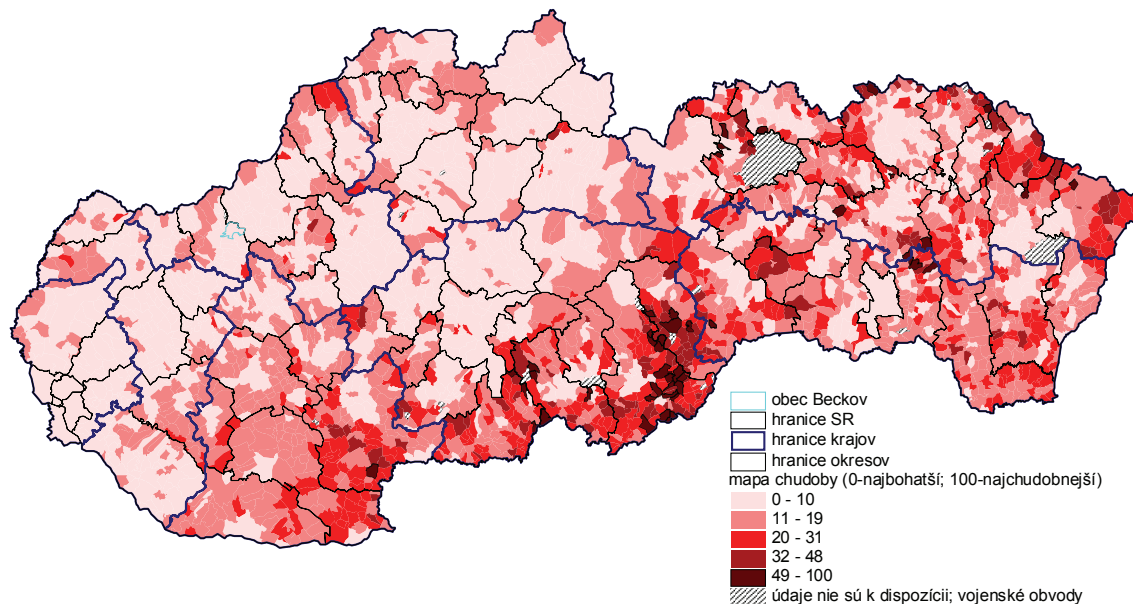 obec Beckov
hranice SR
hranice krajov
hranice okresov
mapa chudoby (0-najbohatší; 100-najchudobnejší)
0 - 10
11 - 19
20 - 31
32 - 48
49 - 100
údaje nie sú k dispozícii; vojenské obvody